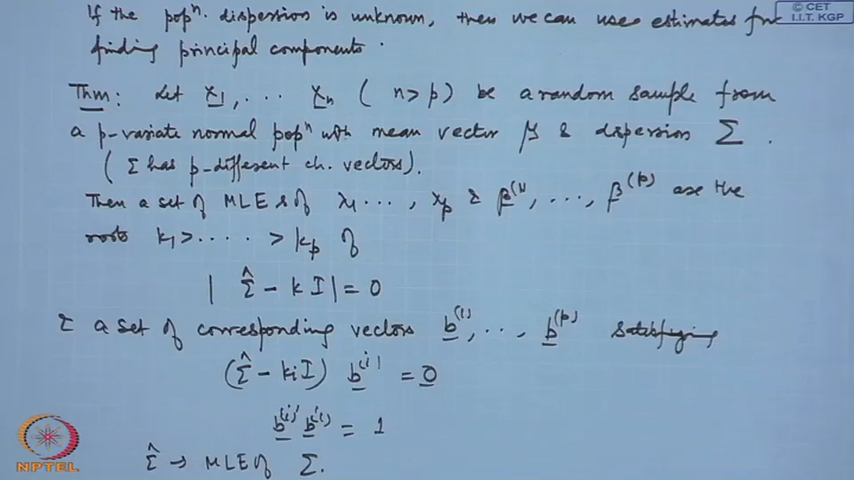 © CET
I.I.T. KGP
If the popⁿ. dispersion is unknown, then we can use estimates for
finding principal components.
Thm: Let x̲₁, ... x̲ₙ ( n > p ) be a random sample from
a p-variate normal popⁿ with mean vector μ & dispersion Σ.
( Σ has p-different ch. vectors).
Then a set of MLE's of λ₁ ..., λₚ & β̲⁽¹⁾, ..., β̲⁽ᵖ⁾ are the
roots k₁ > ..... > kₚ of
| Σ̂ - k I | = 0
& a set of corresponding vectors b̲⁽¹⁾, ..., b̲⁽ᵖ⁾ satisfying
(Σ̂ - kᵢ I) b̲⁽ⁱ⁾ = 0̲
b̲⁽ⁱ⁾' b̲⁽ⁱ⁾ = 1
Σ̂ → MLE of Σ.
NPTEL